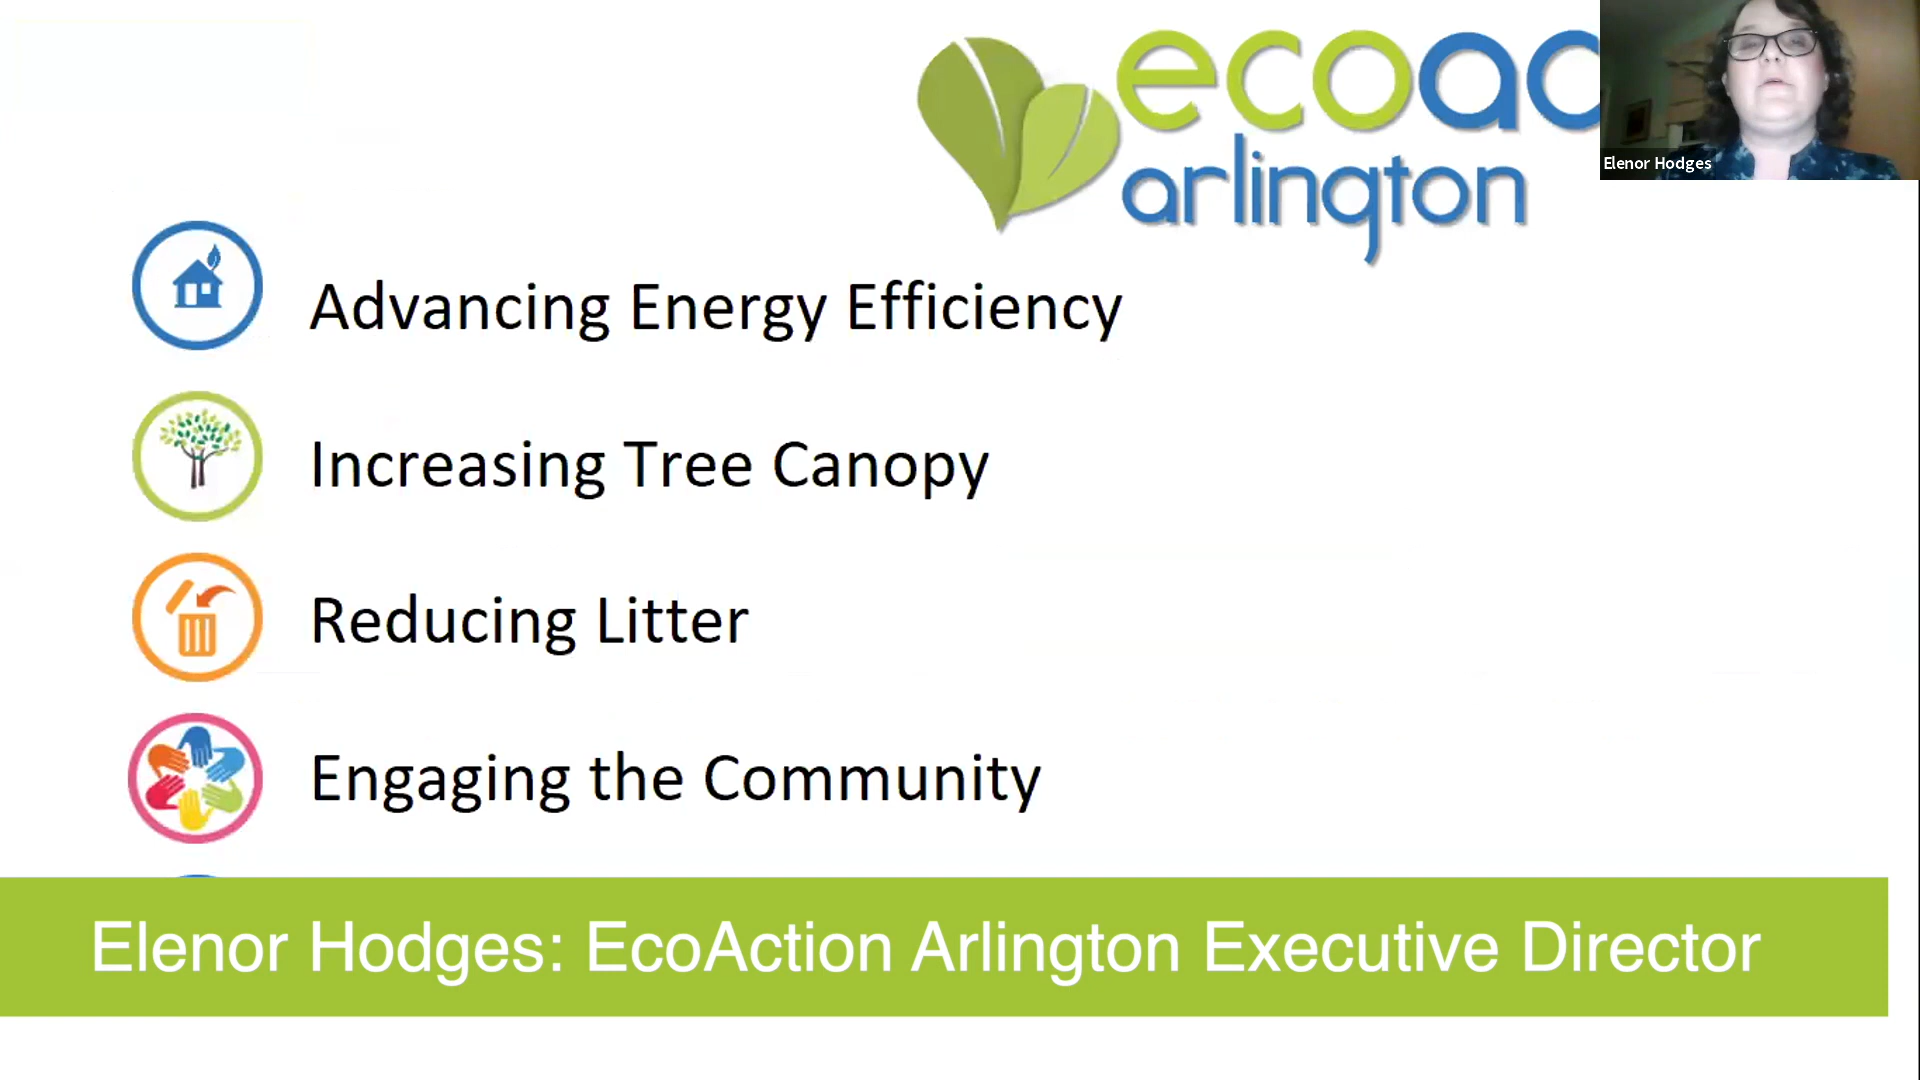 ecoac
arlington
Elenor Hodges
Advancing Energy Efficiency
Increasing Tree Canopy
Reducing Litter
Engaging the Community
Elenor Hodges: EcoAction Arlington Executive Director